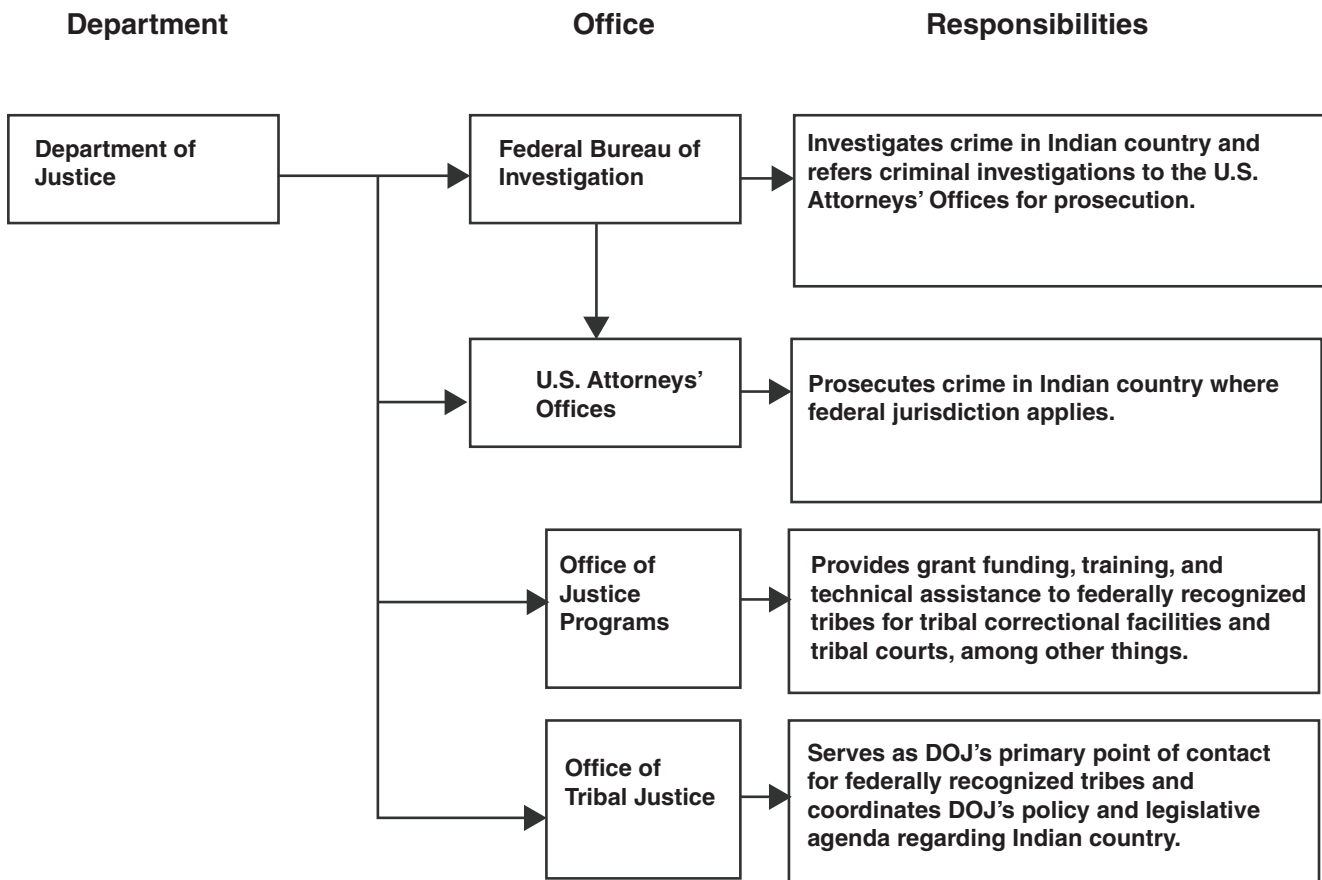 Department
Office
Responsibilities
Department of
Justice
Federal Bureau of
Investigation
Investigates crime in Indian country and
refers criminal investigations to the U.S.
Attorneys’ Offices for prosecution.
U.S. Attorneys’
Offices
Prosecutes crime in Indian country where
federal jurisdiction applies.
Office of
Justice
Programs
Provides grant funding, training, and
technical assistance to federally recognized
tribes for tribal correctional facilities and
tribal courts, among other things.
Office of
Tribal Justice
Serves as DOJ’s primary point of contact
for federally recognized tribes and
coordinates DOJ’s policy and legislative
agenda regarding Indian country.